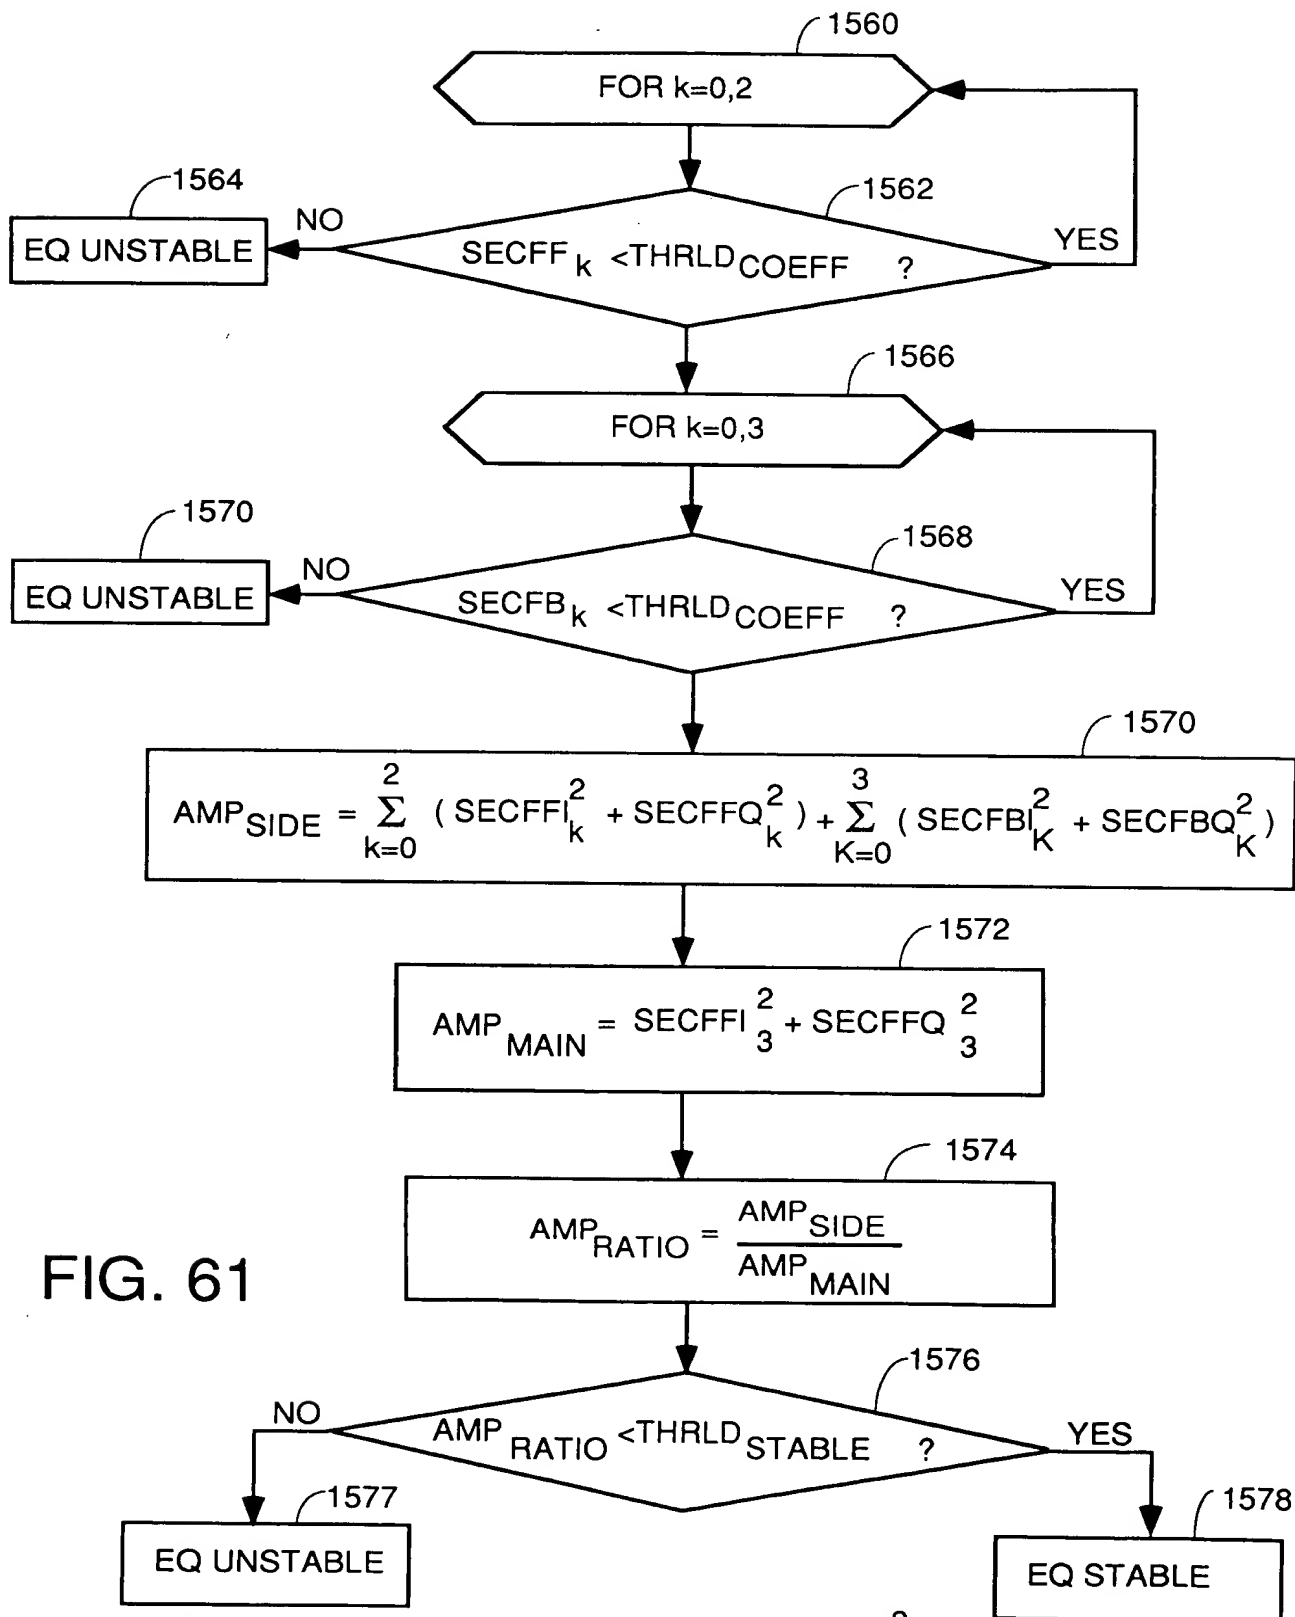 1560
FOR k=0,2
1564
1562
NO
YES
EQ UNSTABLE
SECFF k <THRLD COEFF ?
1566
FOR k=0,3
1570
1568
NO
YES
EQ UNSTABLE
SECFB k <THRLD COEFF ?
1570
AMP SIDE = 2 Σ k=0 ( SECFFI 2 k + SECFFQ 2 k ) + 3 Σ K=0 ( SECFBI 2 K + SECFBQ 2 K )
1572
AMP MAIN = SECFFI 2 3 + SECFFQ 2 3
1574
AMP RATIO = AMP SIDE
AMP MAIN
FIG. 61
1576
NO
YES
AMP RATIO <THRLD STABLE ?
1577
1578
EQ UNSTABLE
EQ STABLE